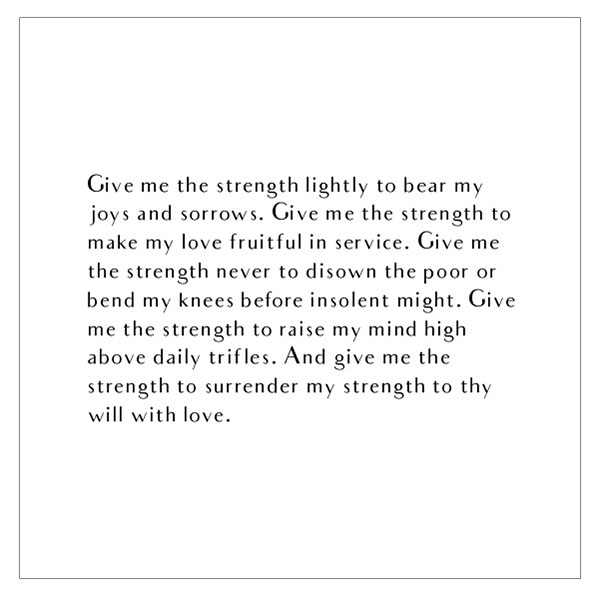 Give me the strength lightly to bear my
joys and sorrows. Give me the strength to
make my love fruitful in service. Give me
the strength never to disown the poor or
bend my knees before insolent might. Give
me the strength to raise my mind high
above daily trifles. And give me the
strength to surrender my strength to thy
will with love.